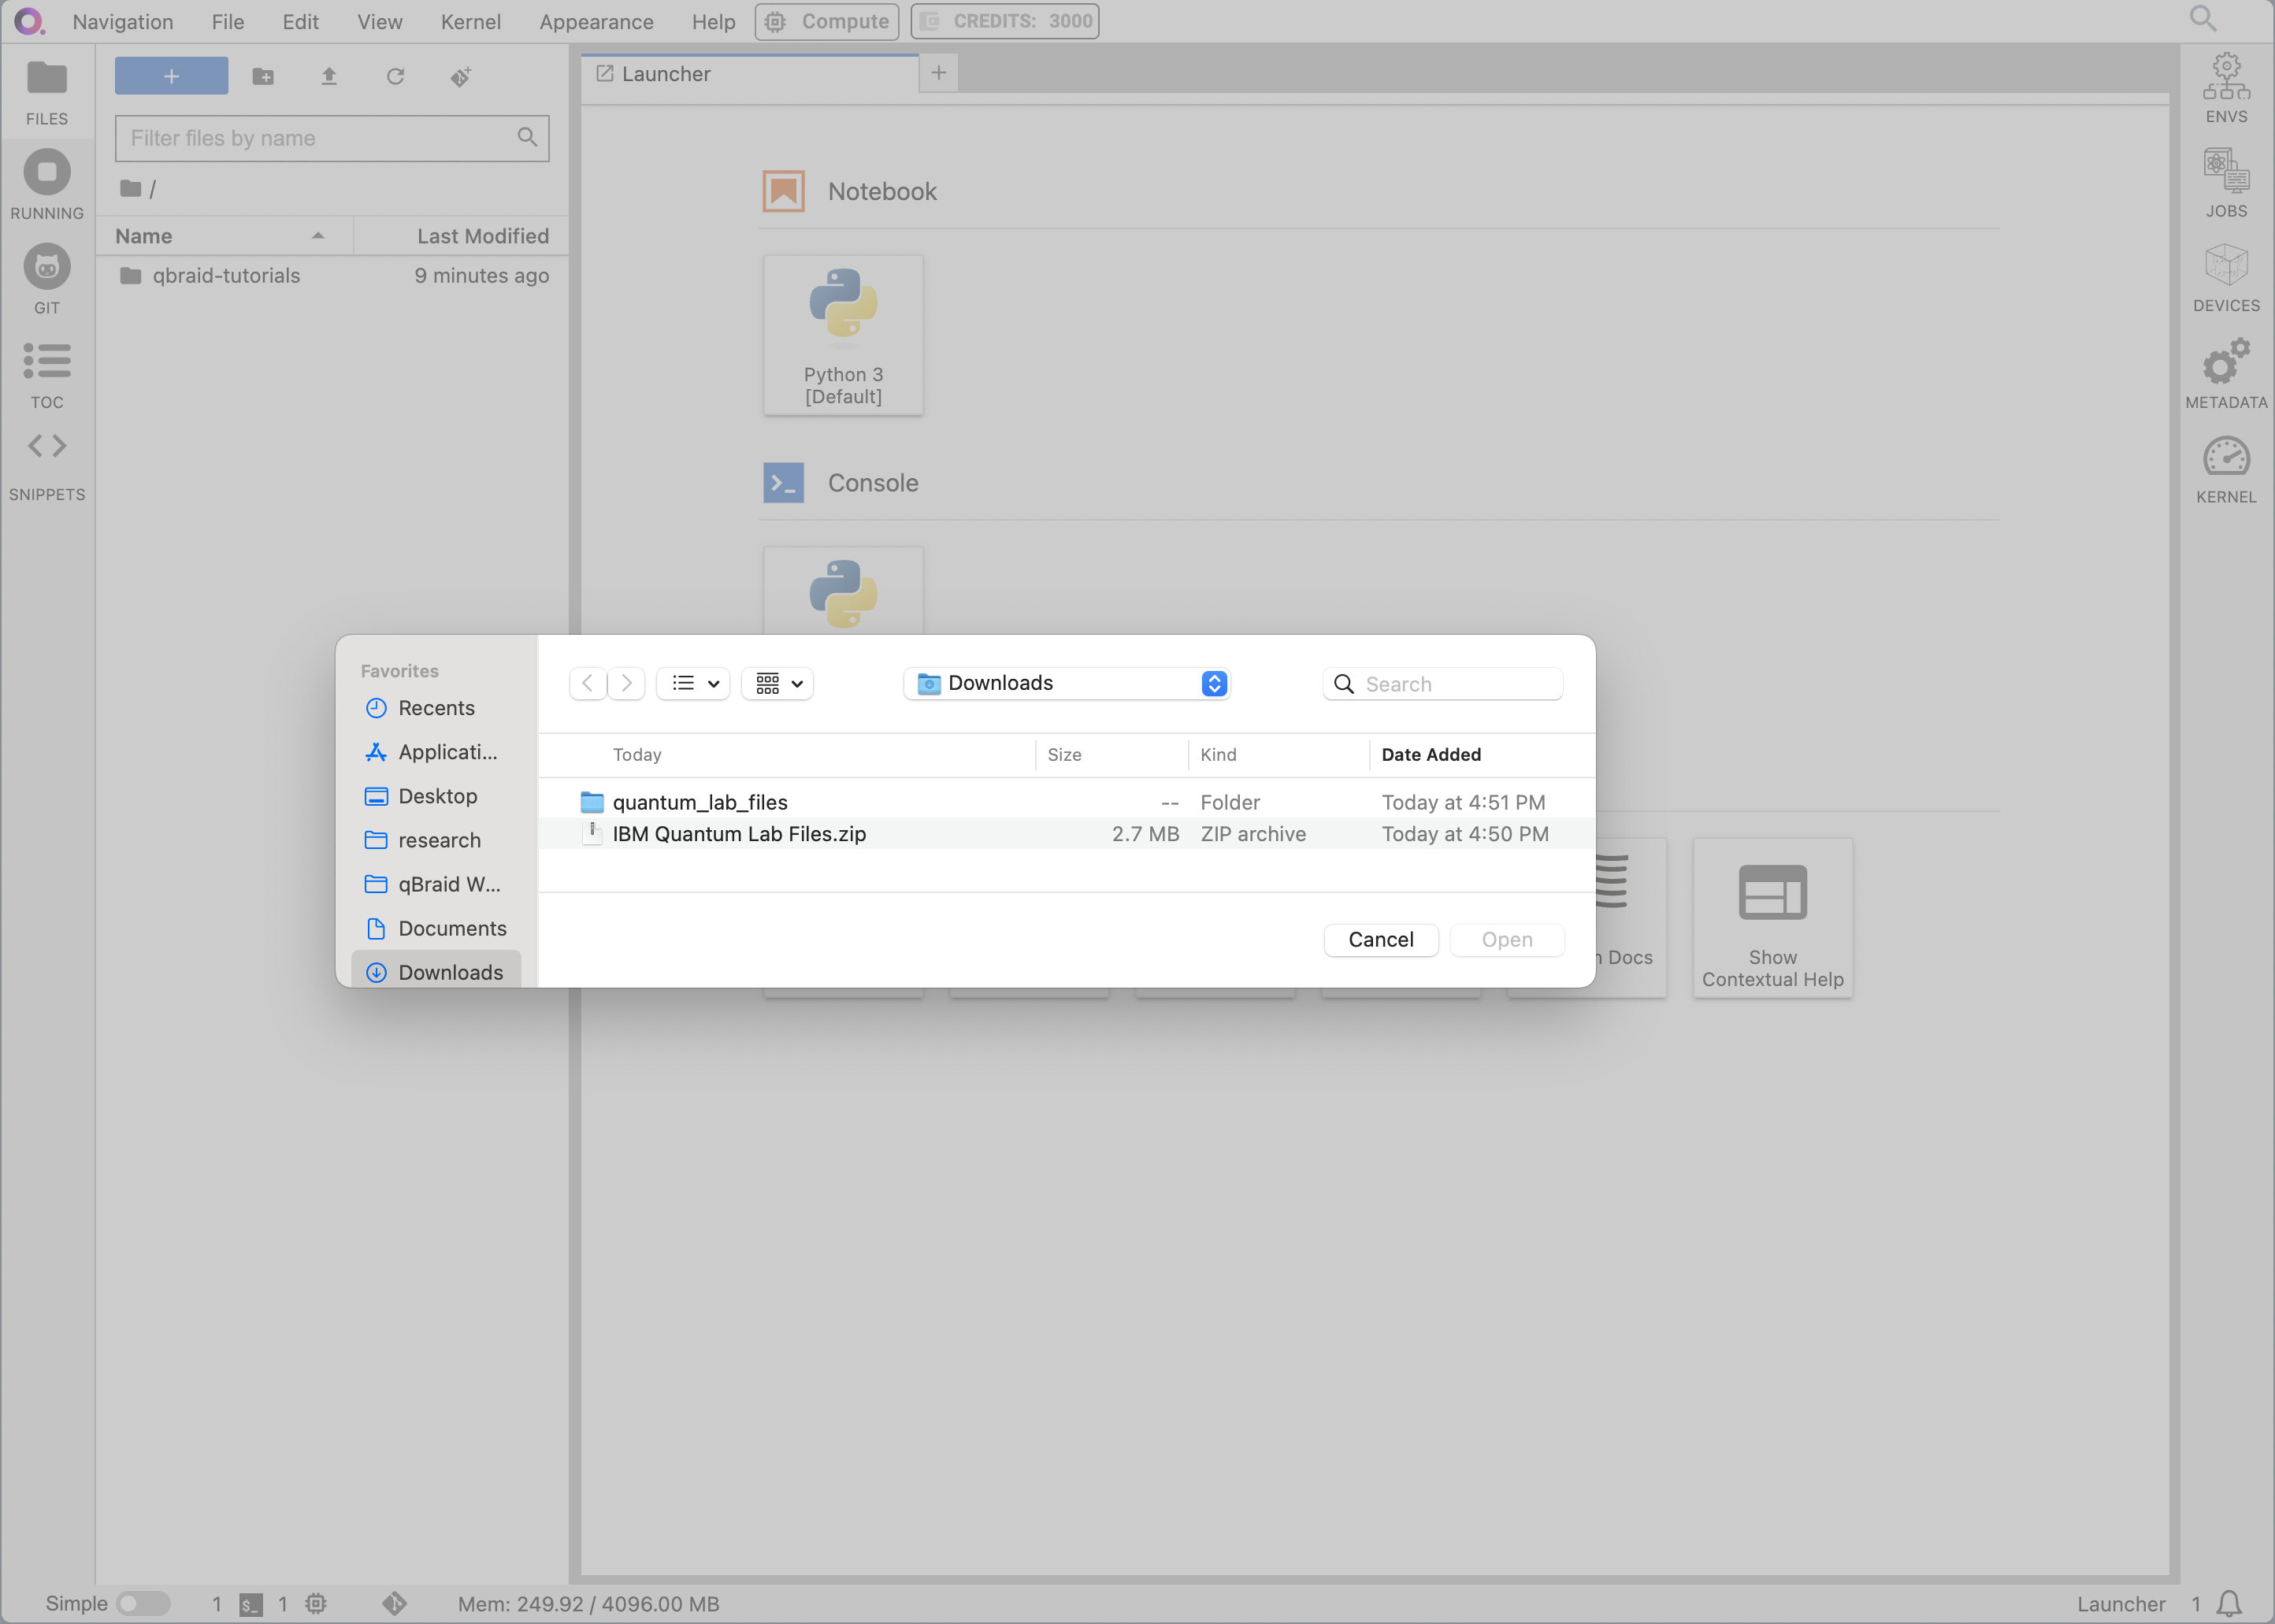 Navigation File Edit View Kernel Appearance Help Compute CREDITS: 3000
FILES
RUNNING
GIT
TOC
SNIPPETS
+
Filter files by name
/
Name Last Modified
qbraid-tutorials 9 minutes ago
Launcher +
Notebook
Python 3
[Default]
Console
Favorites
Recents
Applicati...
Desktop
research
qBraid W...
Documents
Downloads
Downloads
Search
Today Size Kind Date Added
quantum_lab_files -- Folder Today at 4:51 PM
IBM Quantum Lab Files.zip 2.7 MB ZIP archive Today at 4:50 PM
Cancel Open
Docs
Show
Contextual Help
ENVS
JOBS
DEVICES
METADATA
KERNEL
Simple 1 $_ 1 Mem: 249.92 / 4096.00 MB Launcher 1